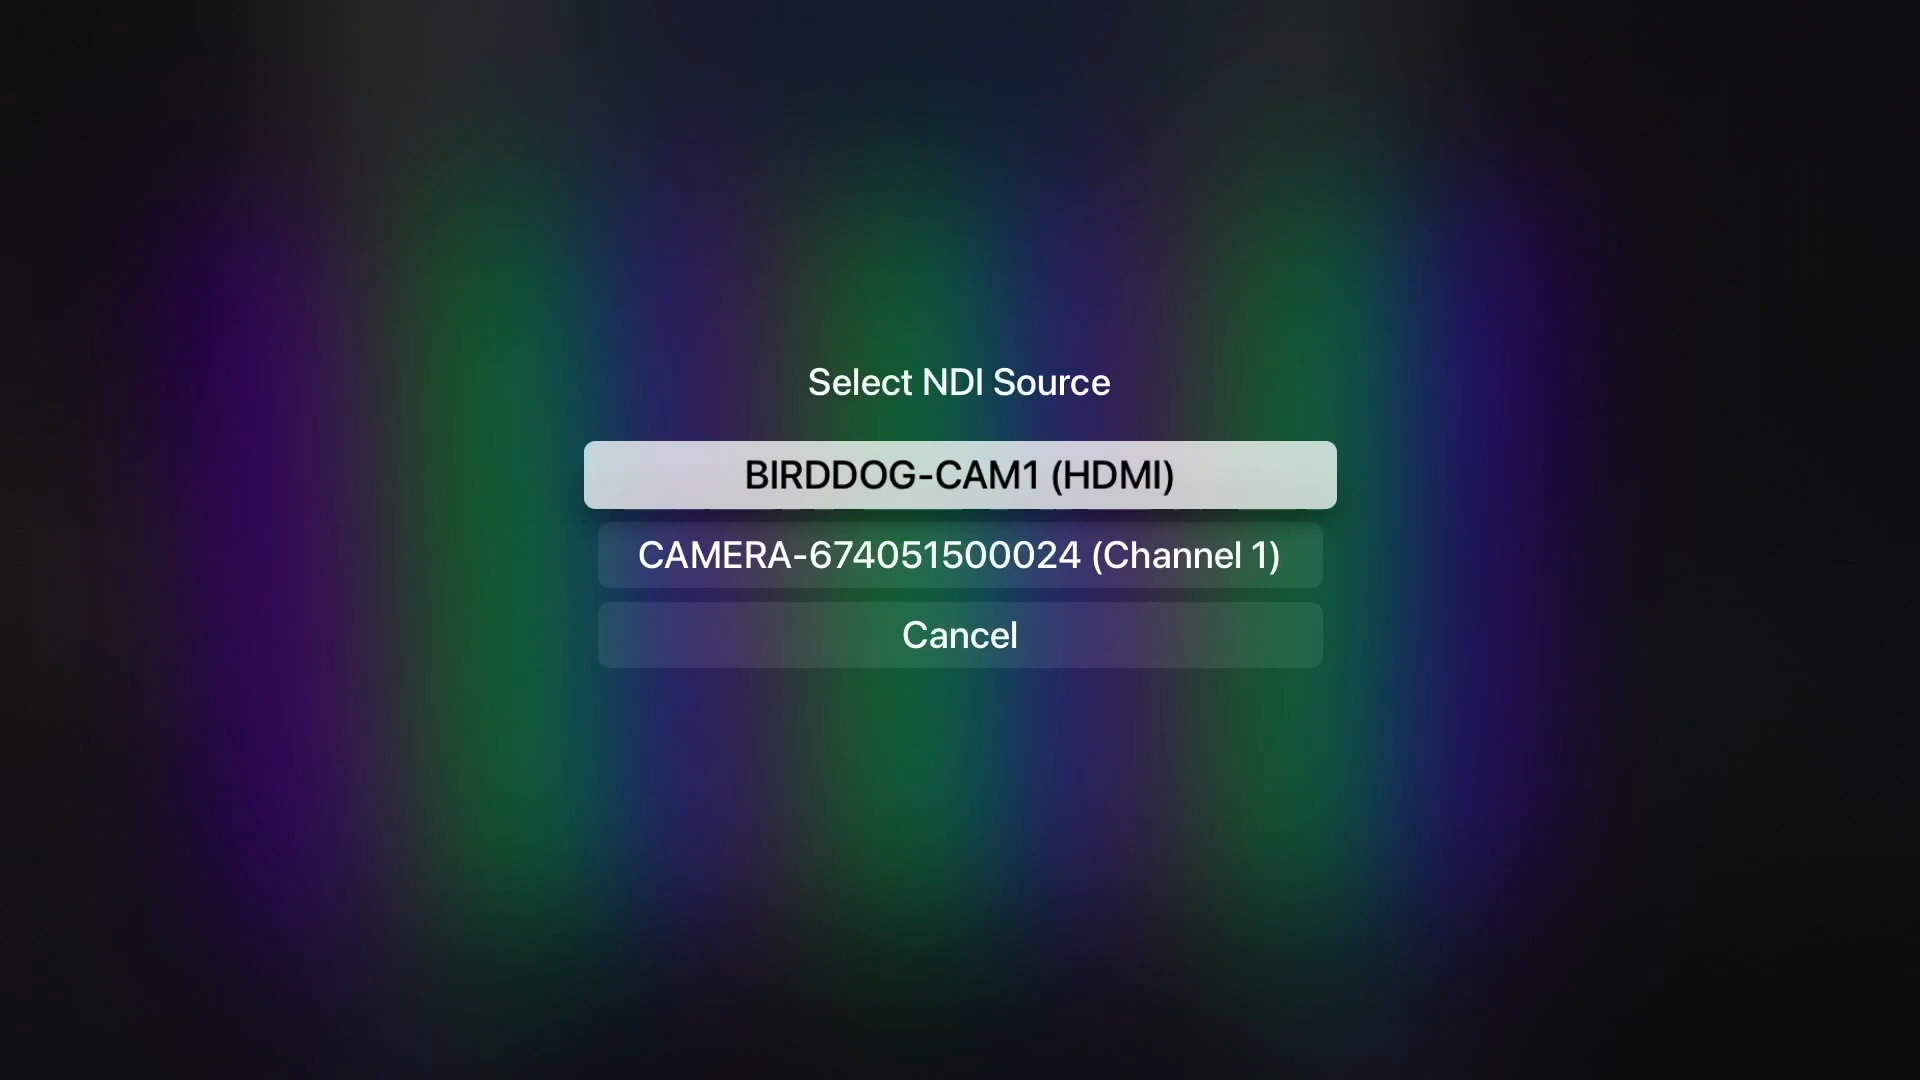 Select NDI Source
BIRDDOG-CAM1 (HDMI)
CAMERA-674051500024 (Channel 1)
Cancel